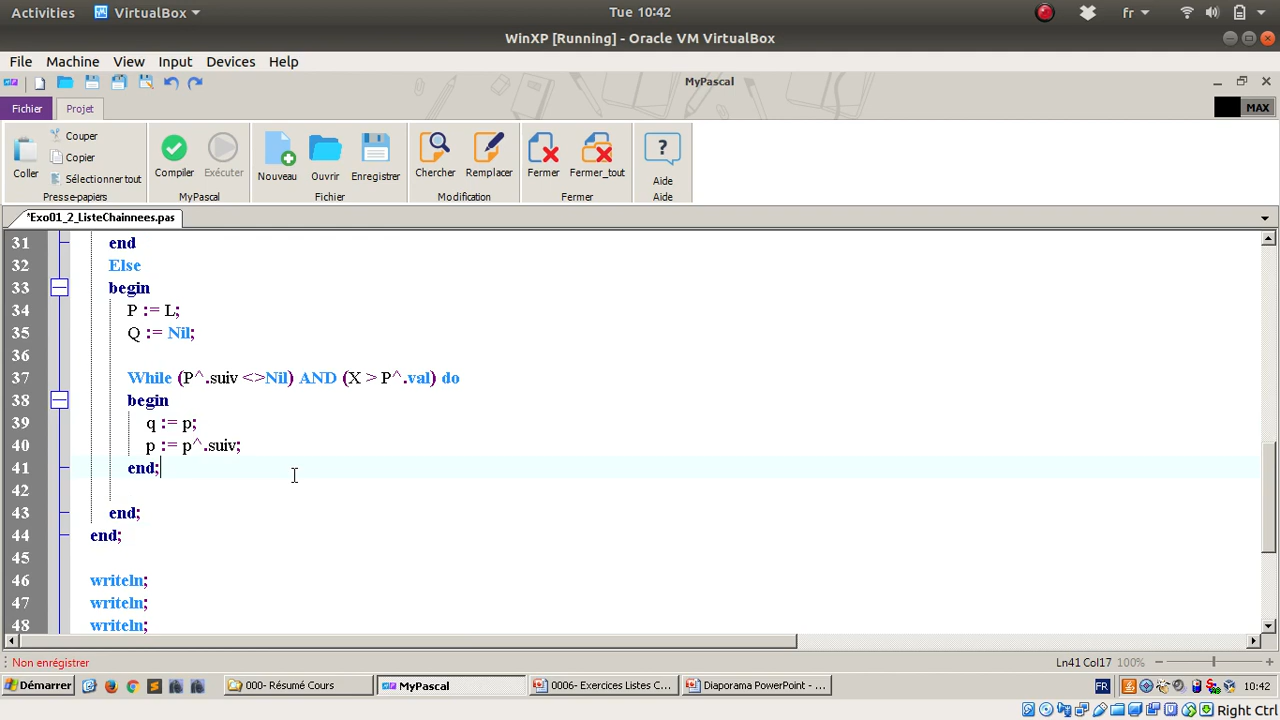 Activities VirtualBox Tue 10:42 fr
WinXP [Running] - Oracle VM VirtualBox
File Machine View Input Devices Help
MyPascal
Fichier Projet MAX
Coller Couper Copier Sélectionner tout Compiler Exécuter Nouveau Ouvrir Enregistrer Chercher Remplacer Fermer Fermer_tout Aide
Presse-papiers MyPascal Fichier Modification Fermer Aide
*Exo01_2_ListeChainnees.pas
31 end
32 Else
33 begin
34 P := L;
35 Q := Nil;
36
37 While (P^.suiv <>Nil) AND (X > P^.val) do
38 begin
39 q := p;
40 p := p^.suiv;
41 end;
42
43 end;
44 end;
45
46 writeln;
47 writeln;
48 writeln;
Non enrégistrer Ln41 Col17 100%
Démarrer 000- Résumé Cours MyPascal 0006- Exercices Listes C... Diaporama PowerPoint - ... FR 10:42
Right Ctrl